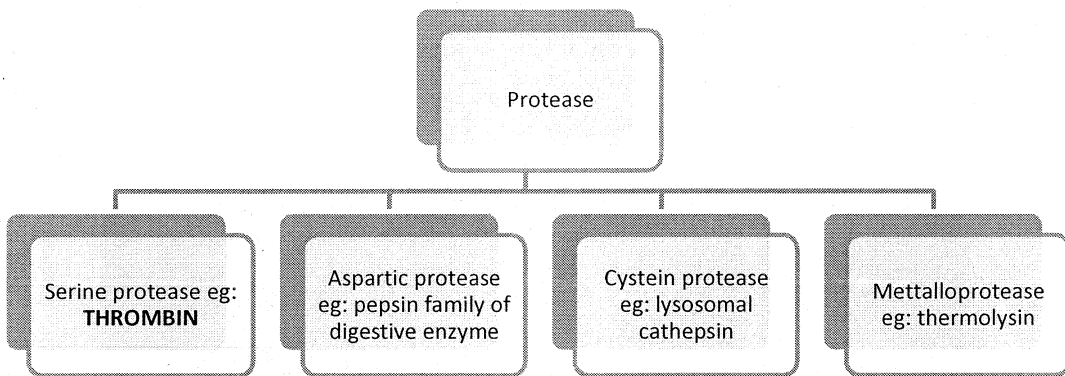 Protease
Serine protease eg:
THROMBIN
Aspartic protease
eg: pepsin family of
digestive enzyme
Cystein protease
eg: lysosomal
cathepsin
Mettalloprotease
eg: thermolysin